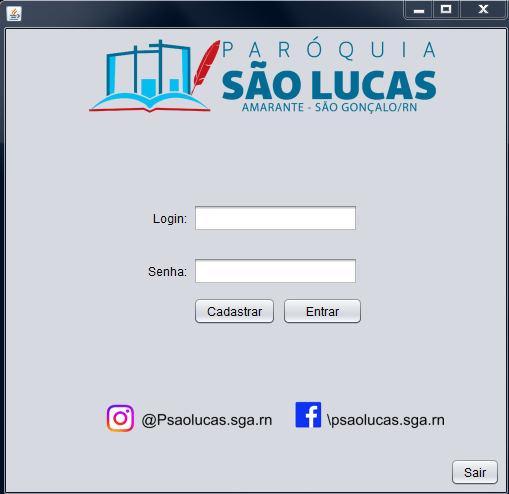 PARÓQUIA
SÃO LUCAS
AMARANTE - SÃO GONÇALO/RN
Login:
Senha:
Cadastrar Entrar
@Psaolucas.sga.rn \psaolucas.sga.rn
Sair